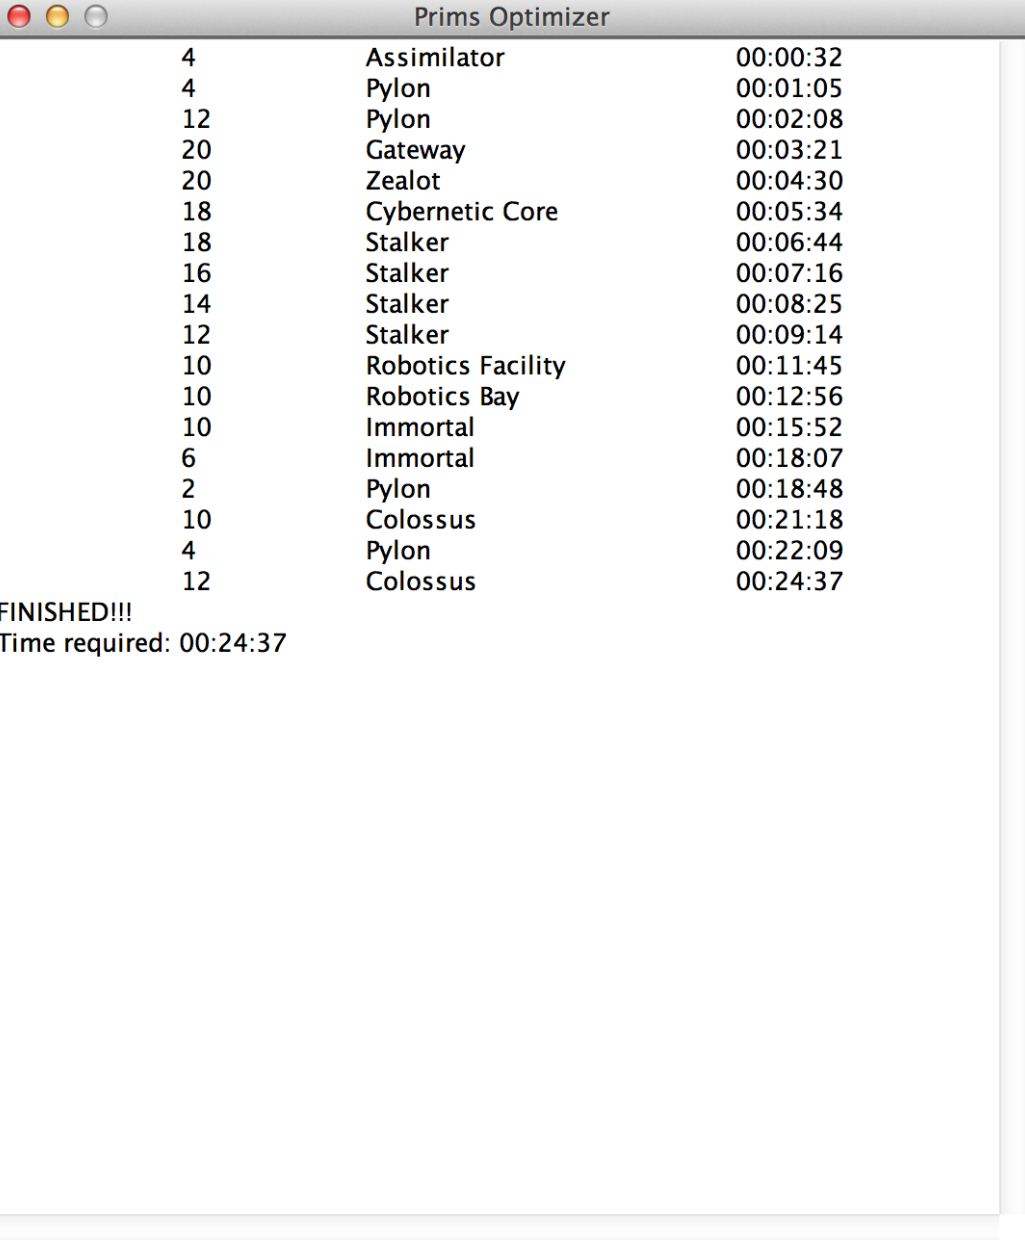 Prims Optimizer
4 Assimilator 00:00:32
4 Pylon 00:01:05
12 Pylon 00:02:08
20 Gateway 00:03:21
20 Zealot 00:04:30
18 Cybernetic Core 00:05:34
18 Stalker 00:06:44
16 Stalker 00:07:16
14 Stalker 00:08:25
12 Stalker 00:09:14
10 Robotics Facility 00:11:45
10 Robotics Bay 00:12:56
10 Immortal 00:15:52
6 Immortal 00:18:07
2 Pylon 00:18:48
10 Colossus 00:21:18
4 Pylon 00:22:09
12 Colossus 00:24:37
FINISHED!!!
Time required: 00:24:37